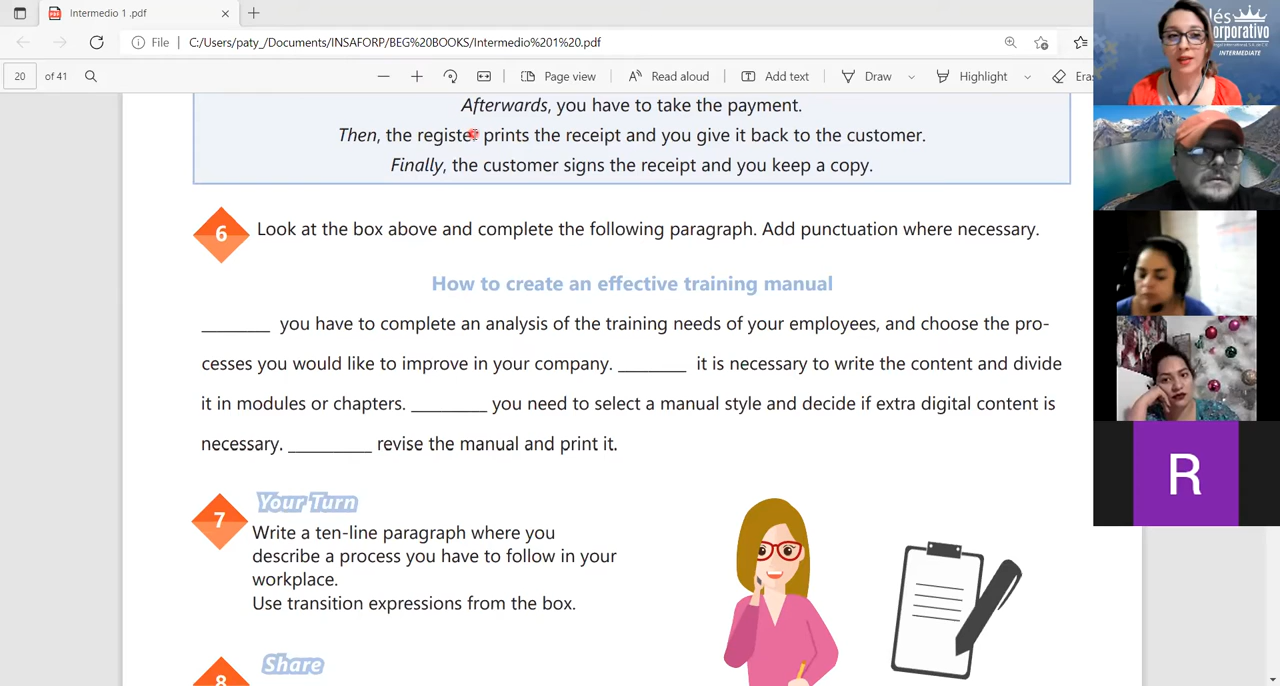 Intermedio 1 .pdf
File C:/Users/paty_/Documents/INSAFORP/BEG%20BOOKS/Intermedio%201%20.pdf
20 of 41 Page view Read aloud Add text Draw Highlight Eras
Afterwards, you have to take the payment.
Then, the register prints the receipt and you give it back to the customer.
Finally, the customer signs the receipt and you keep a copy.
6 Look at the box above and complete the following paragraph. Add punctuation where necessary.
How to create an effective training manual
________ you have to complete an analysis of the training needs of your employees, and choose the pro-
cesses you would like to improve in your company. ________ it is necessary to write the content and divide
it in modules or chapters. _________ you need to select a manual style and decide if extra digital content is
necessary. __________ revise the manual and print it.
7 Your Turn
Write a ten-line paragraph where you
describe a process you have to follow in your
workplace.
Use transition expressions from the box.
8 Share
lés
orporativo
INTERMEDIATE
R